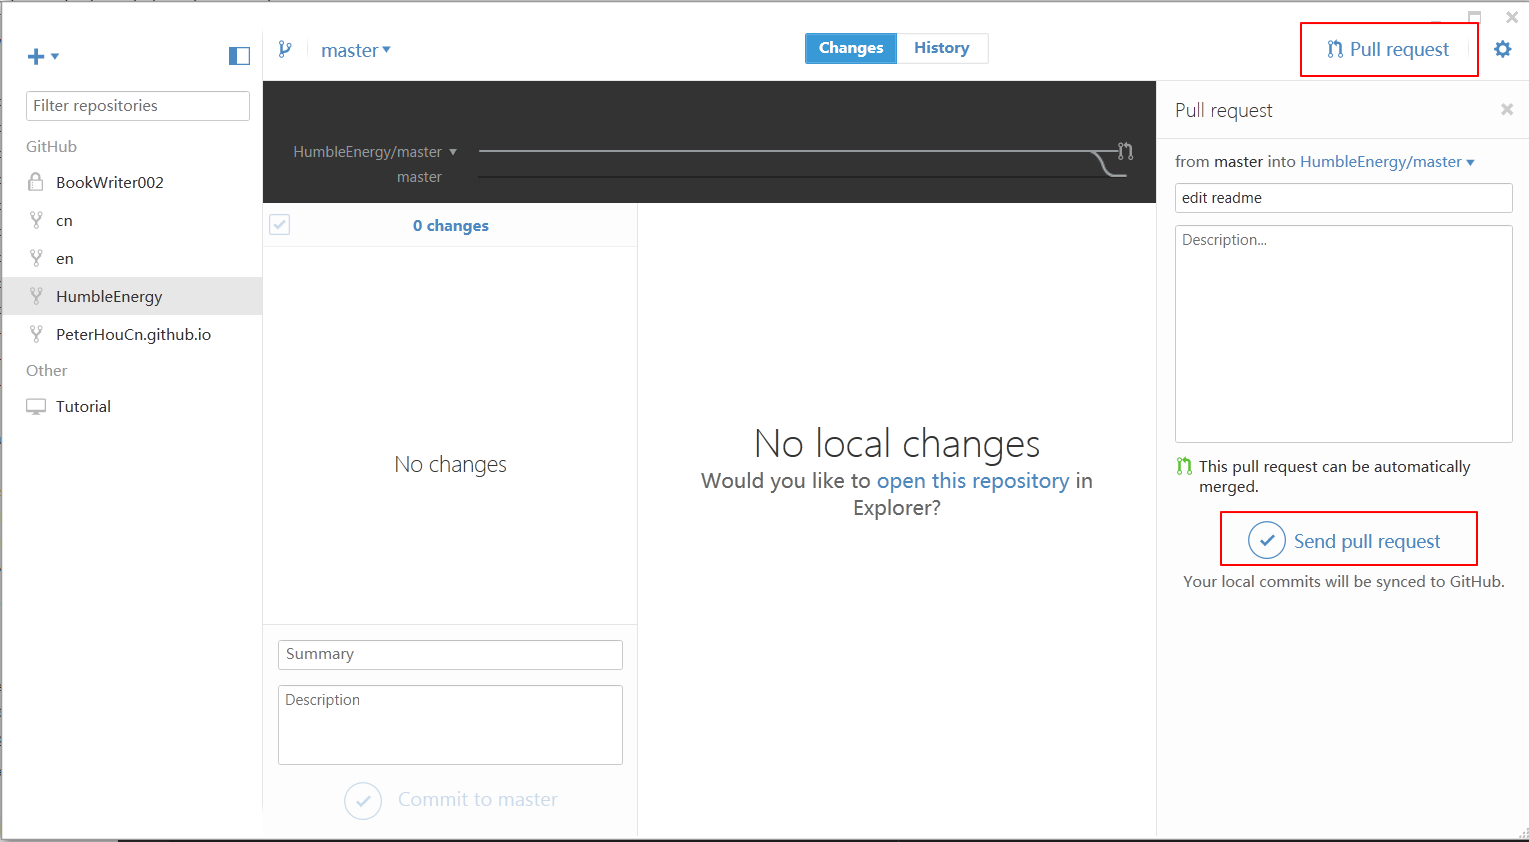 master
Changes
History
Pull request
Filter repositories
GitHub
BookWriter002
cn
en
HumbleEnergy
PeterHouCn.github.io
Other
Tutorial
HumbleEnergy/master
master
0 changes
No changes
Summary
Description
Commit to master
No local changes
Would you like to open this repository in
Explorer?
Pull request
from master into HumbleEnergy/master
edit readme
Description...
This pull request can be automatically
merged.
Send pull request
Your local commits will be synced to GitHub.